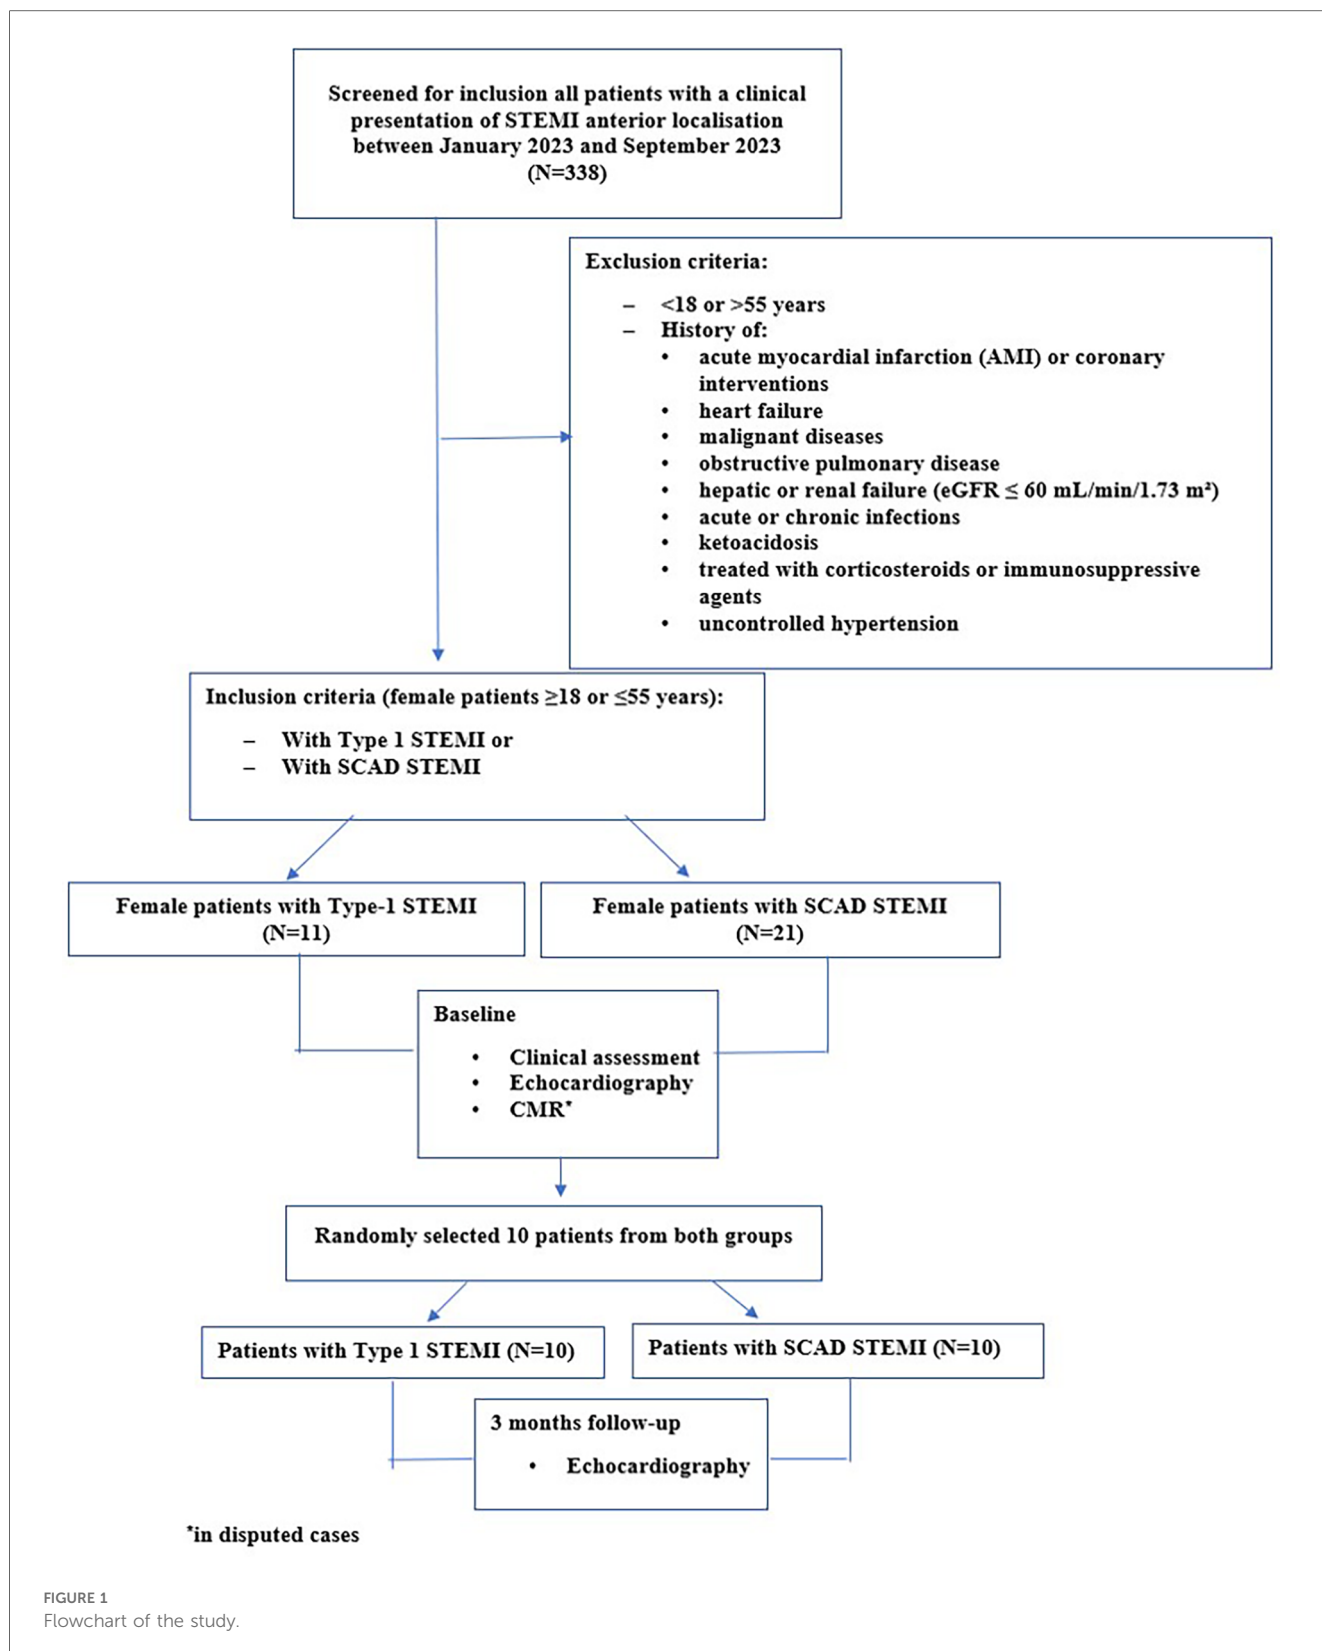 Screened for inclusion all patients with a clinical
presentation of STEMI anterior localisation
between January 2023 and September 2023
(N=338)
Exclusion criteria:
– <18 or >55 years
– History of:
• acute myocardial infarction (AMI) or coronary
interventions
• heart failure
• malignant diseases
• obstructive pulmonary disease
• hepatic or renal failure (eGFR ≤ 60 mL/min/1.73 m²)
• acute or chronic infections
• ketoacidosis
• treated with corticosteroids or immunosuppressive
agents
• uncontrolled hypertension
Inclusion criteria (female patients ≥18 or ≤55 years):
– With Type 1 STEMI or
– With SCAD STEMI
Female patients with Type-1 STEMI
(N=11)
Female patients with SCAD STEMI
(N=21)
Baseline
• Clinical assessment
• Echocardiography
• CMR*
Randomly selected 10 patients from both groups
Patients with Type 1 STEMI (N=10)
Patients with SCAD STEMI (N=10)
3 months follow-up
• Echocardiography
*in disputed cases
FIGURE 1
Flowchart of the study.